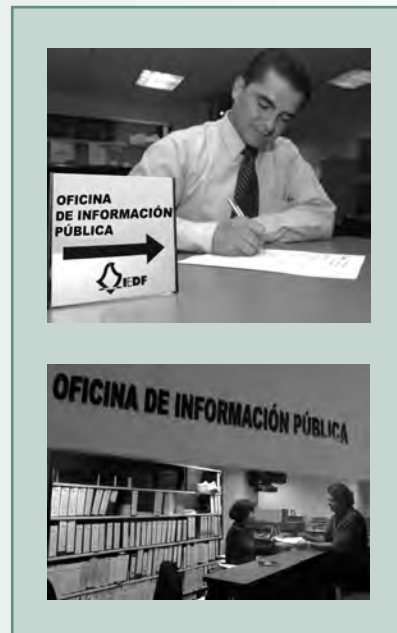 OFICINA
DE INFORMACIÓN
PÚBLICA
IEDF
OFICINA DE INFORMACIÓN PÚBLICA